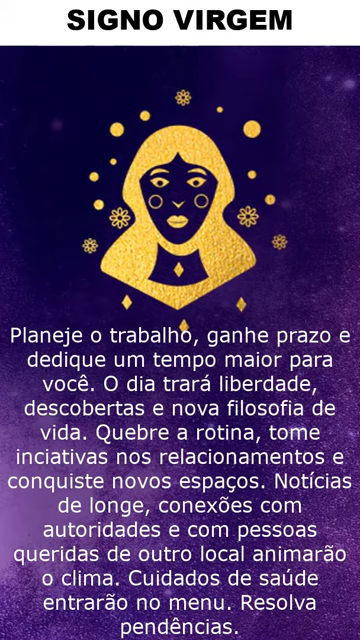 SIGNO VIRGEM
Planeje o trabalho, ganhe prazo e
dedique um tempo maior para
você. O dia trará liberdade,
descobertas e nova filosofia de
vida. Quebre a rotina, tome
inciativas nos relacionamentos e
conquiste novos espaços. Notícias
de longe, conexões com
autoridades e com pessoas
queridas de outro local animarão
o clima. Cuidados de saúde
entrarão no menu. Resolva
pendências.